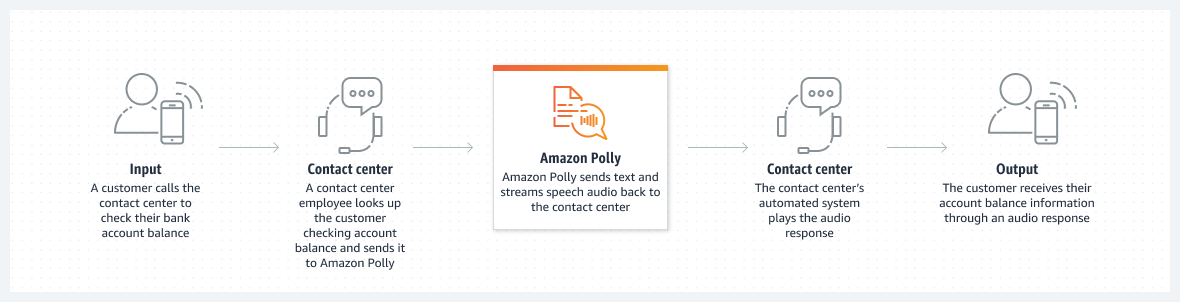 Input
A customer calls the
contact center to
check their bank
account balance
Contact center
A contact center
employee looks up
the customer
checking account
balance and sends it
to Amazon Polly
Amazon Polly
Amazon Polly sends text and
streams speech audio back to
the contact center
Contact center
The contact center’s
automated system
plays the audio
response
Output
The customer receives their
account balance information
through an audio response